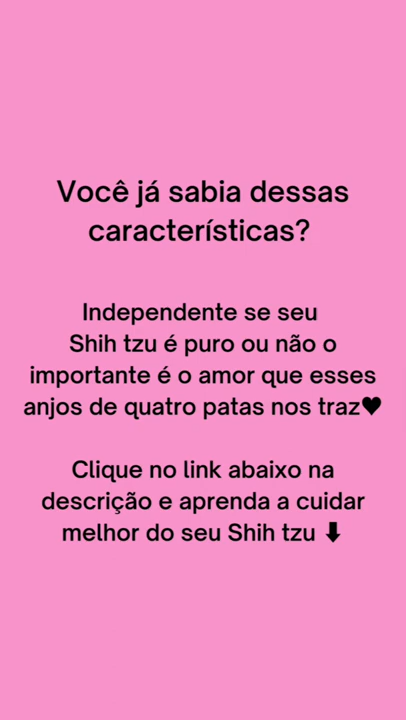 Você já sabia dessas
características?
Independente se seu
Shih tzu é puro ou não o
importante é o amor que esses
anjos de quatro patas nos traz♥
Clique no link abaixo na
descrição e aprenda a cuidar
melhor do seu Shih tzu ⬇